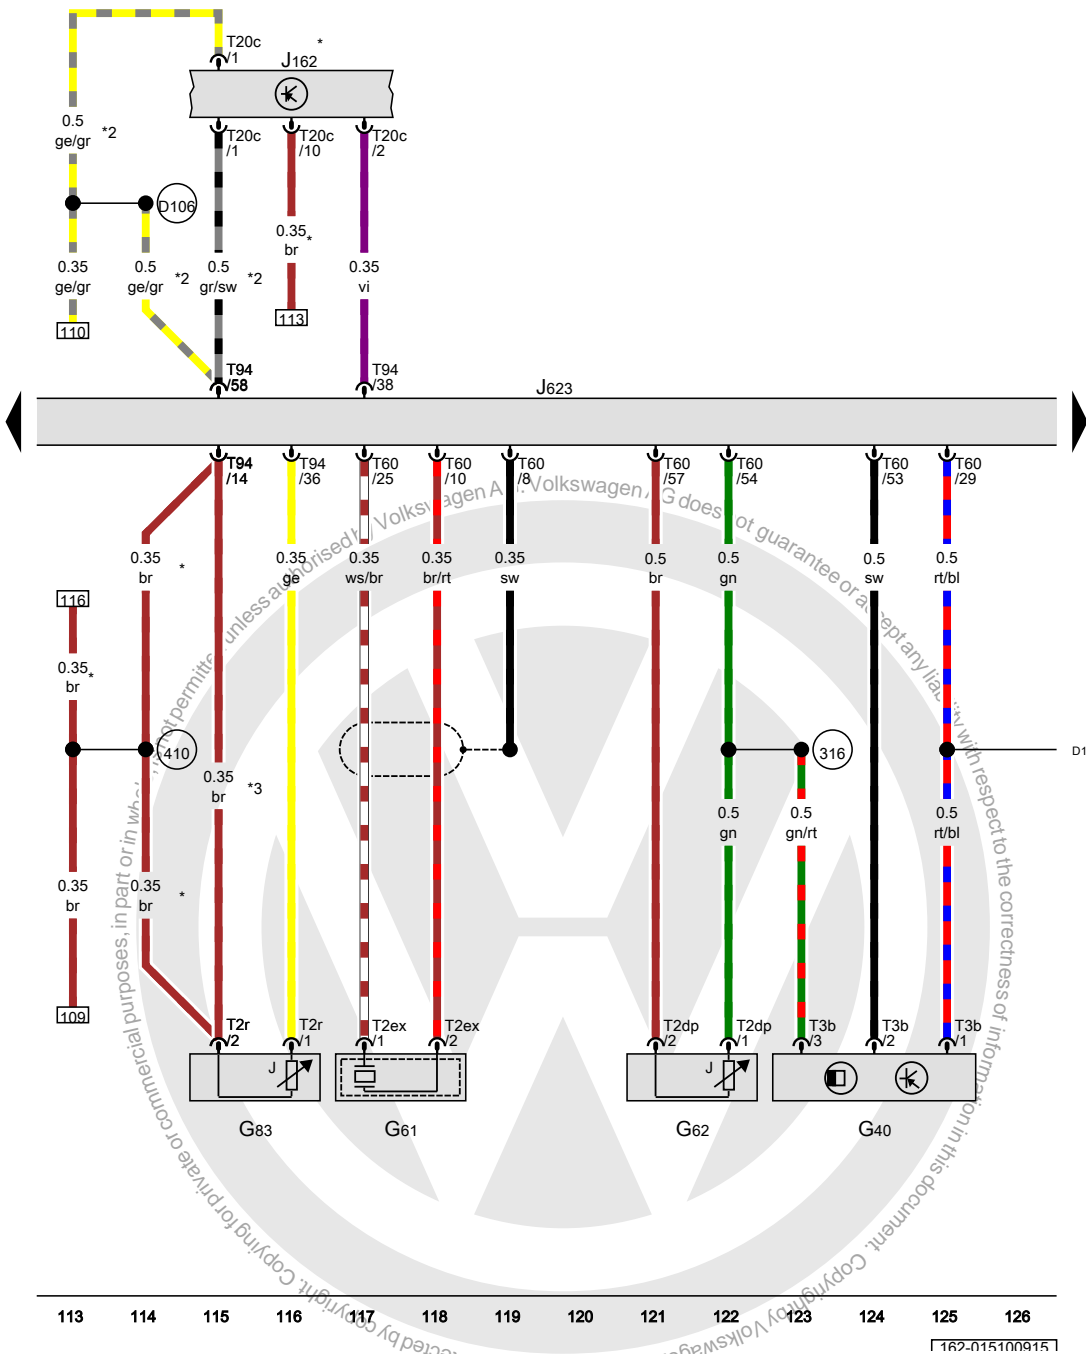 T20c
/1
J162 *
0.5
ge/gr *2
T20c
/1
T20c
/10
T20c
/2
D106
0.35
br *
0.35
ge/gr
0.5
ge/gr *2
0.5
gr/sw *2
0.35
vi
110
113
T94
/58
T94
/38
J623
T94
/14
T94
/36
T60
/25
T60
/10
T60
/8
T60
/57
T60
/54
T60
/53
T60
/29
0.35
br *
0.35
ge
0.35
ws/br
0.35
br/rt
0.35
sw
0.5
br
0.5
gn
0.5
sw
0.5
rt/bl
116
0.35
br *
410
316
D1
0.35
br *3
0.5
gn
0.5
gn/rt
0.5
rt/bl
0.35
br
0.35
br *
109
T2r
/2
T2r
/1
T2ex
/1
T2ex
/2
T2dp
/2
T2dp
/1
T3b
/3
T3b
/2
T3b
/1
J
J
G83
G61
G62
G40
113 114 115 116 117 118 119 120 121 122 123 124 125 126
162-015100915